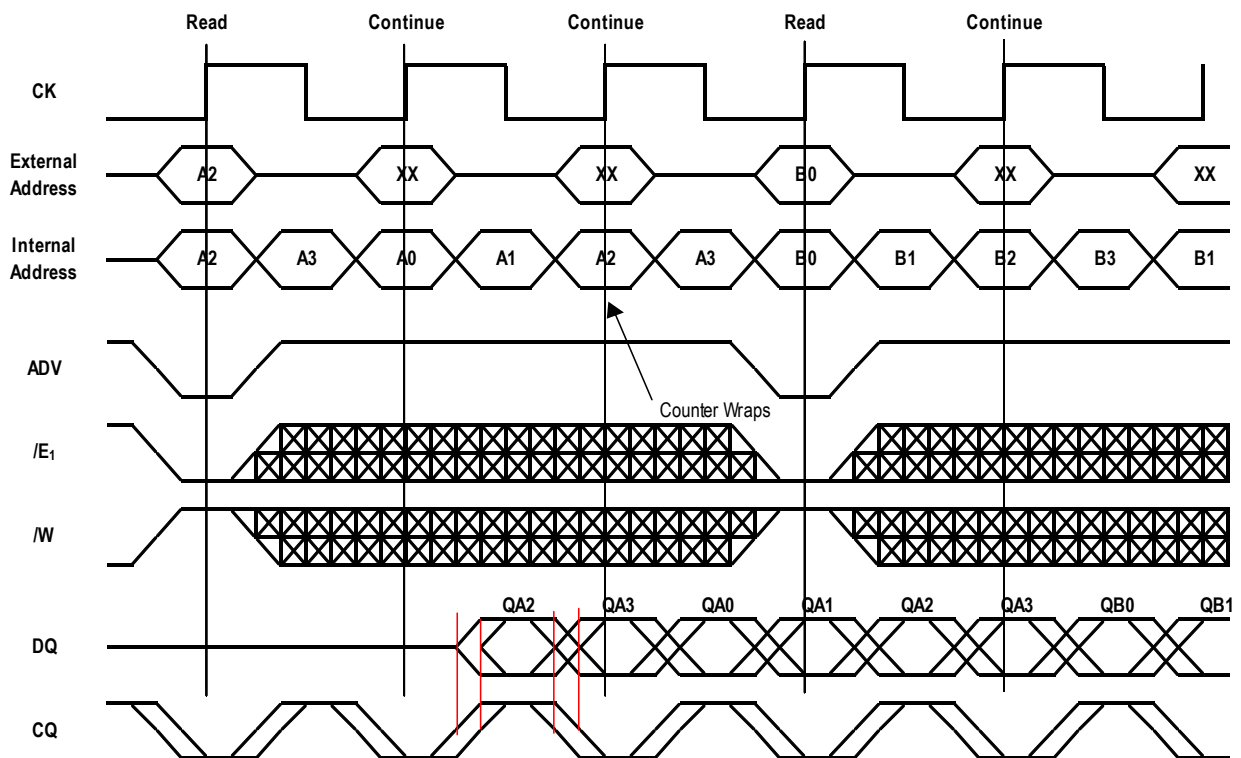 Read Continue Continue Read Continue
CK
External
Address
A2 XX XX B0 XX XX
Internal
Address
A2 A3 A0 A1 A2 A3 B0 B1 B2 B3 B1
ADV
Counter Wraps
/E1
/W
QA2 QA3 QA0 QA1 QA2 QA3 QB0 QB1
DQ
CQ